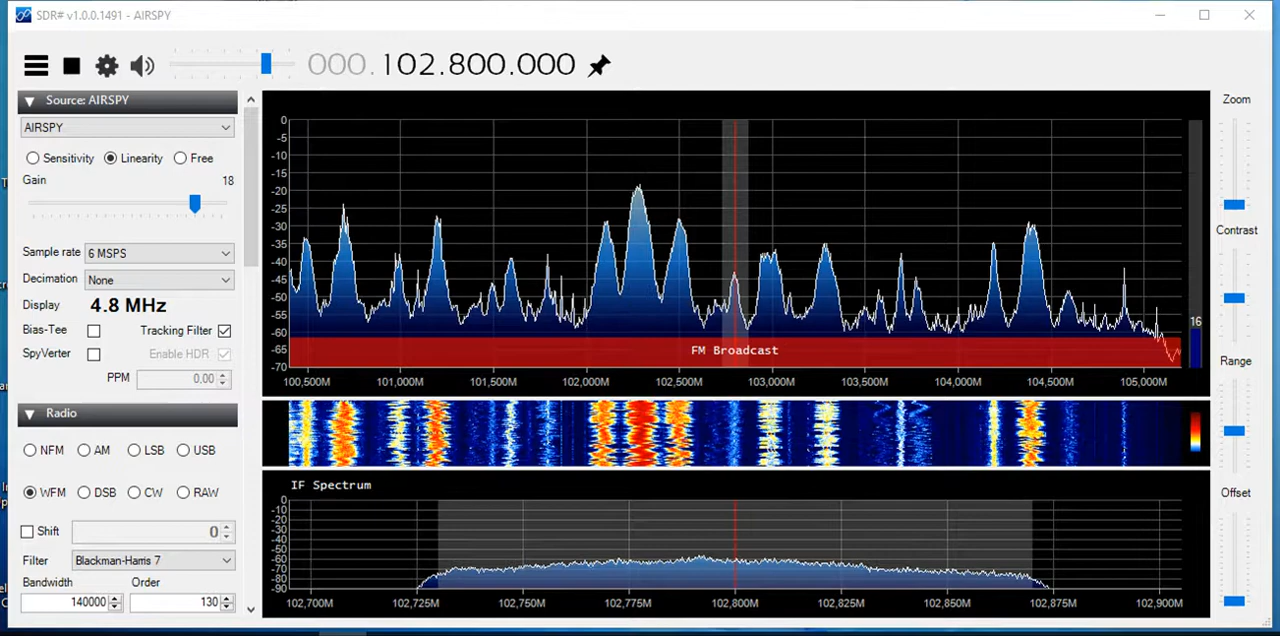 SDR# v1.0.0.1491 - AIRSPY
000.102.800.000
Source: AIRSPY
AIRSPY
Sensitivity Linearity Free
Gain 18
Sample rate 6 MSPS
Decimation None
Display 4.8 MHz
Bias-Tee Tracking Filter
SpyVerter Enable HDR
PPM 0.00
Radio
NFM AM LSB USB
WFM DSB CW RAW
Shift 0
Filter Blackman-Harris 7
Bandwidth Order
140000 130
0
-5
-10
-15
-20
-25
-30
-35
-40
-45
-50
-55
-60
-65
-70
FM Broadcast
16
100,500M 101,000M 101,500M 102,000M 102,500M 103,000M 103,500M 104,000M 104,500M 105,000M
IF Spectrum
0
-10
-20
-30
-40
-50
-60
-70
-80
-90
102,700M 102,725M 102,750M 102,775M 102,800M 102,825M 102,850M 102,875M 102,900M
Zoom
Contrast
Range
Offset